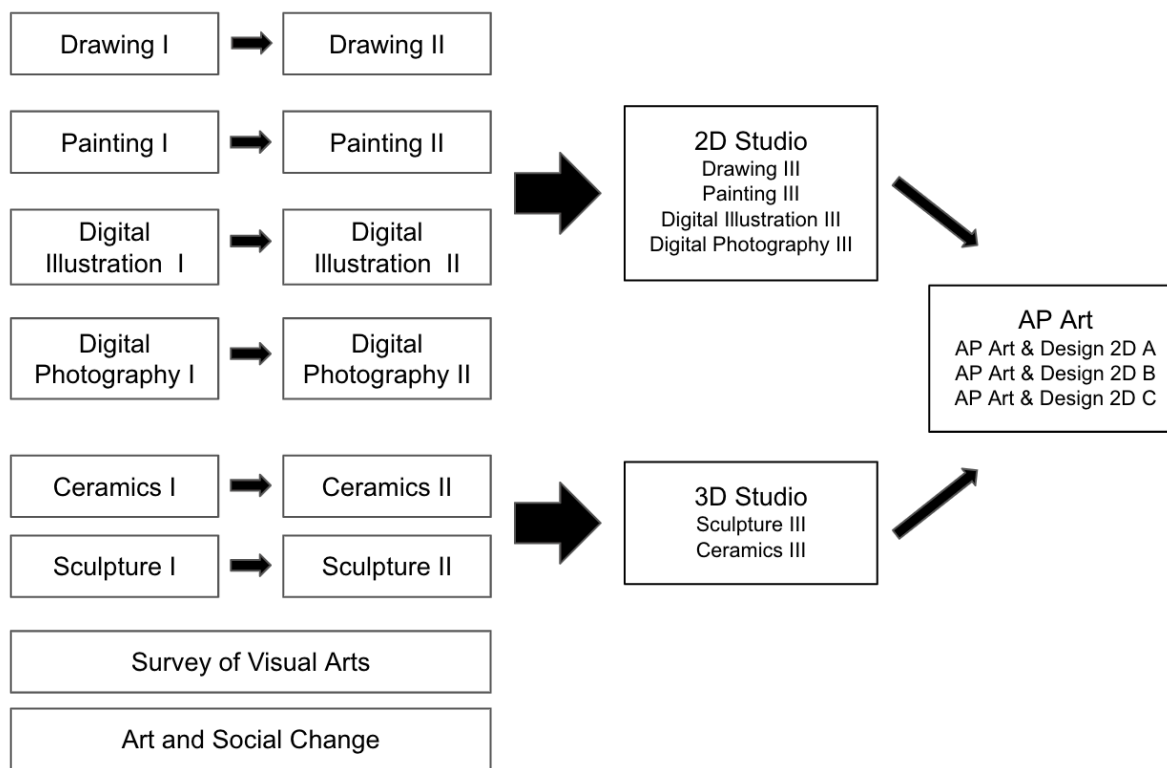 Drawing I
Drawing II
Painting I
Painting II
Digital
Illustration I
Digital
Illustration II
Digital
Photography I
Digital
Photography II
2D Studio
Drawing III
Painting III
Digital Illustration III
Digital Photography III
AP Art
AP Art & Design 2D A
AP Art & Design 2D B
AP Art & Design 2D C
Ceramics I
Ceramics II
Sculpture I
Sculpture II
3D Studio
Sculpture III
Ceramics III
Survey of Visual Arts
Art and Social Change